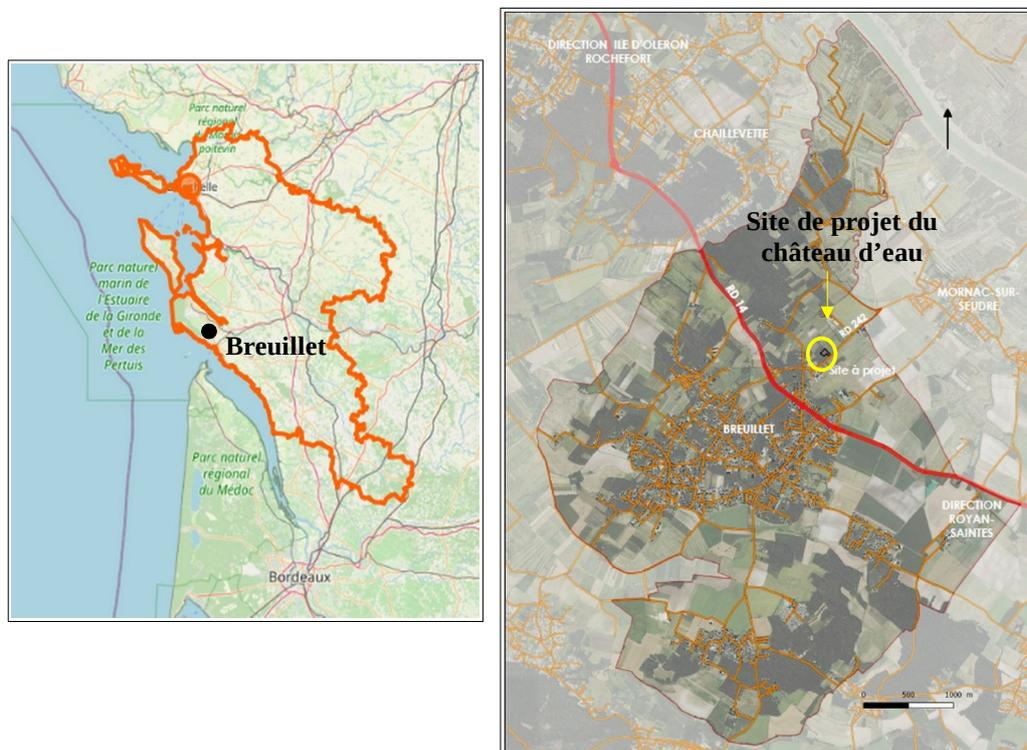 Parc naturel
régional
du Marais
poitevin
Parc naturel
marin de
l'Estuaire
de la Gironde
et de la
Mer des
Pertuis
Breuillet
Parc naturel
régional
du Médoc
Bordeaux
DIRECTION ILE D'OLERON
ROCHEFORT
CHAILLEVETTE
Site de projet du
château d'eau
MORNAC-SUR-
SEUDRE
RD 14
RD 242
Site à projet
BREUILLET
DIRECTION
ROYAN-
SAINTES
0 500 1000 m